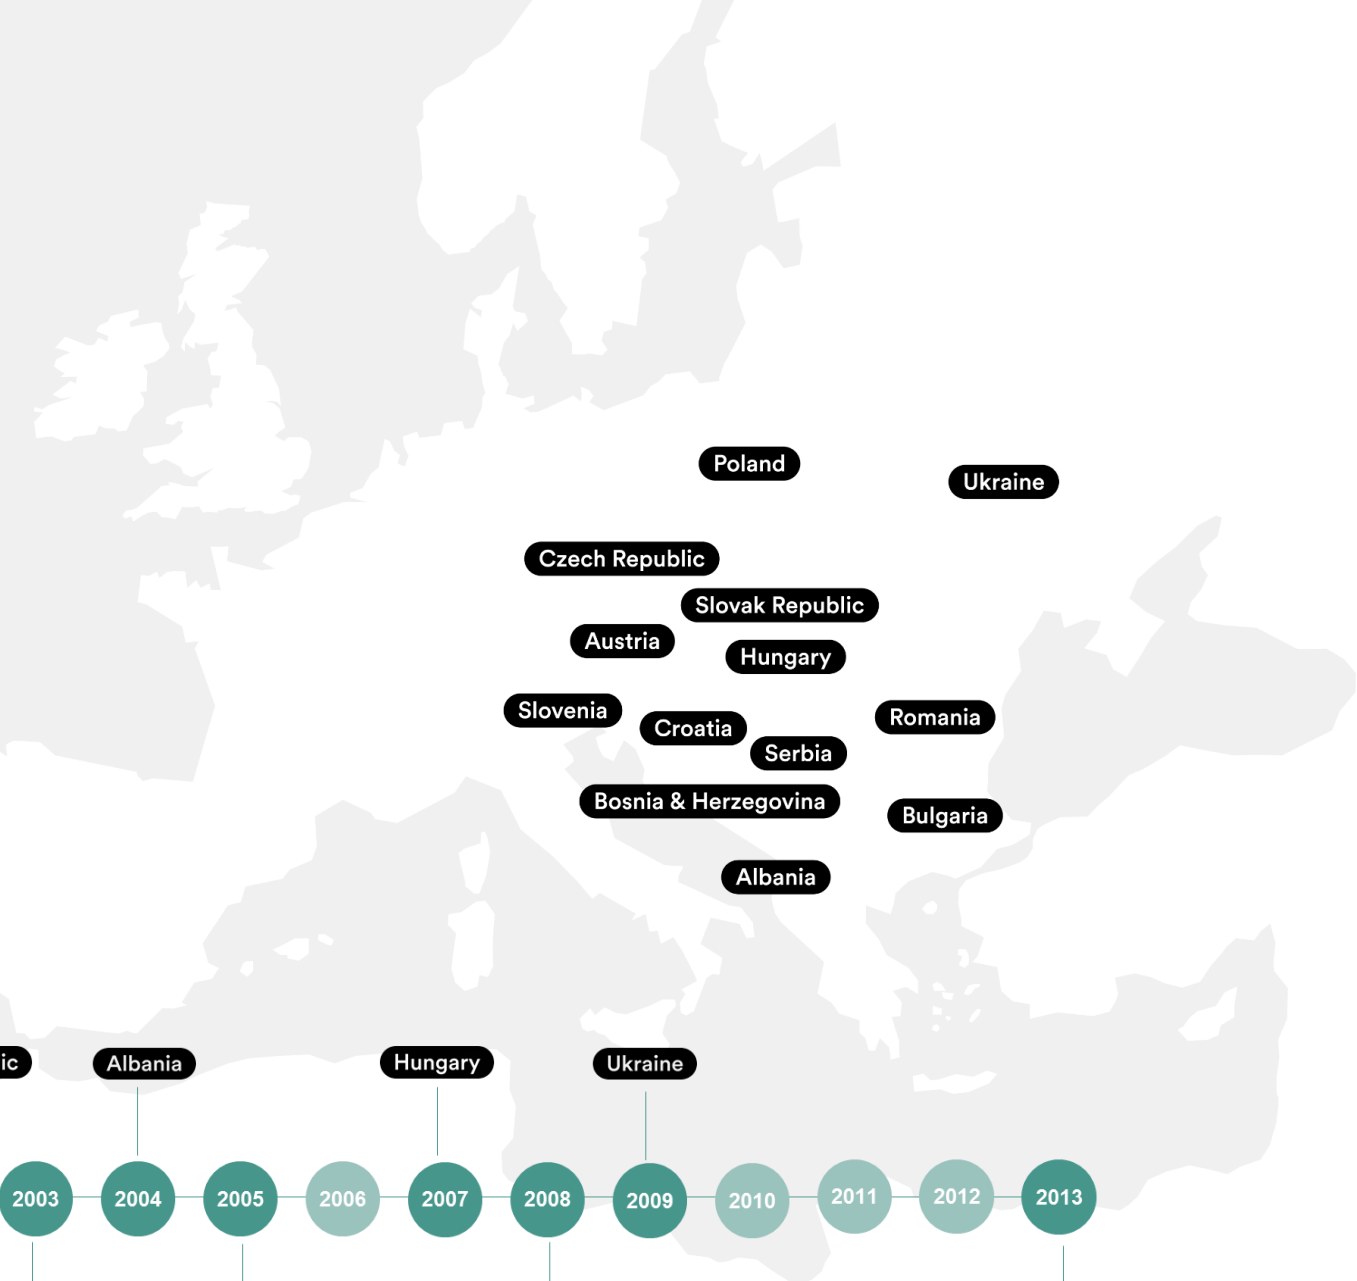 Poland
Ukraine
Czech Republic
Slovak Republic
Austria
Hungary
Slovenia
Croatia
Romania
Serbia
Bosnia & Herzegovina
Bulgaria
Albania
ic
Albania
Hungary
Ukraine
2003
2004
2005
2006
2007
2008
2009
2010
2011
2012
2013